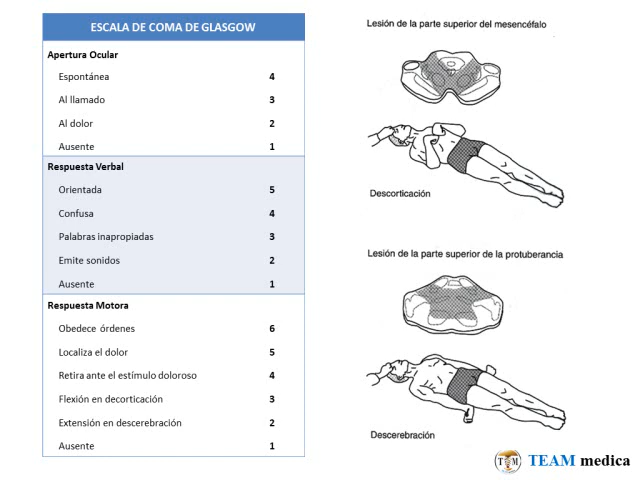 ESCALA DE COMA DE GLASGOW
Apertura Ocular
Espontánea 4
Al llamado 3
Al dolor 2
Ausente 1
Respuesta Verbal
Orientada 5
Confusa 4
Palabras inapropiadas 3
Emite sonidos 2
Ausente 1
Respuesta Motora
Obedece órdenes 6
Localiza el dolor 5
Retira ante el estímulo doloroso 4
Flexión en decorticación 3
Extensión en descerebración 2
Ausente 1
Lesión de la parte superior del mesencéfalo
Descorticación
Lesión de la parte superior de la protuberancia
Descerebración
TEAM medica